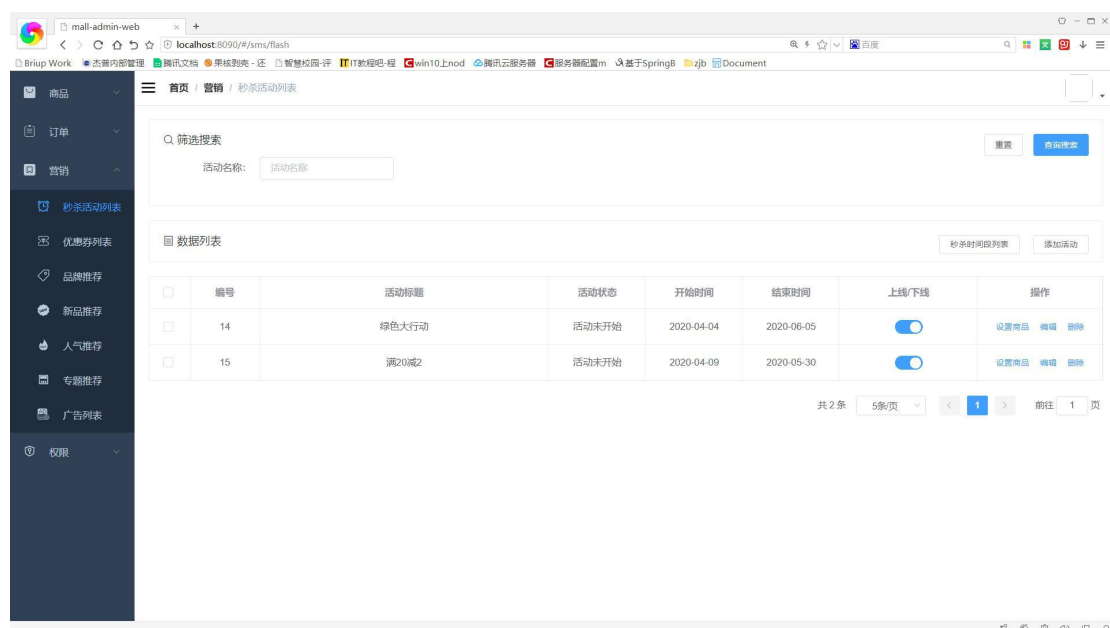 mall-admin-web × +
localhost:8090/#/sms/flash 百度
Briup Work 杰普内部管理 腾讯文档 果核剥壳 - 还 智慧校园-评 IT教程吧-程 win10上nod 腾讯云服务器 服务器配置m 基于SpringB zjb Document
商品
订单
营销
秒杀活动列表
优惠券列表
品牌推荐
新品推荐
人气推荐
专题推荐
广告列表
权限
首页 / 营销 / 秒杀活动列表
筛选搜索 重置 查询搜索
活动名称: 活动名称
数据列表 秒杀时间段列表 添加活动
编号 活动标题 活动状态 开始时间 结束时间 上线/下线 操作
14 绿色大行动 活动未开始 2020-04-04 2020-06-05 设置商品 编辑 删除
15 满20减2 活动未开始 2020-04-09 2020-05-30 设置商品 编辑 删除
共 2 条 5条/页 < 1 > 前往 1 页